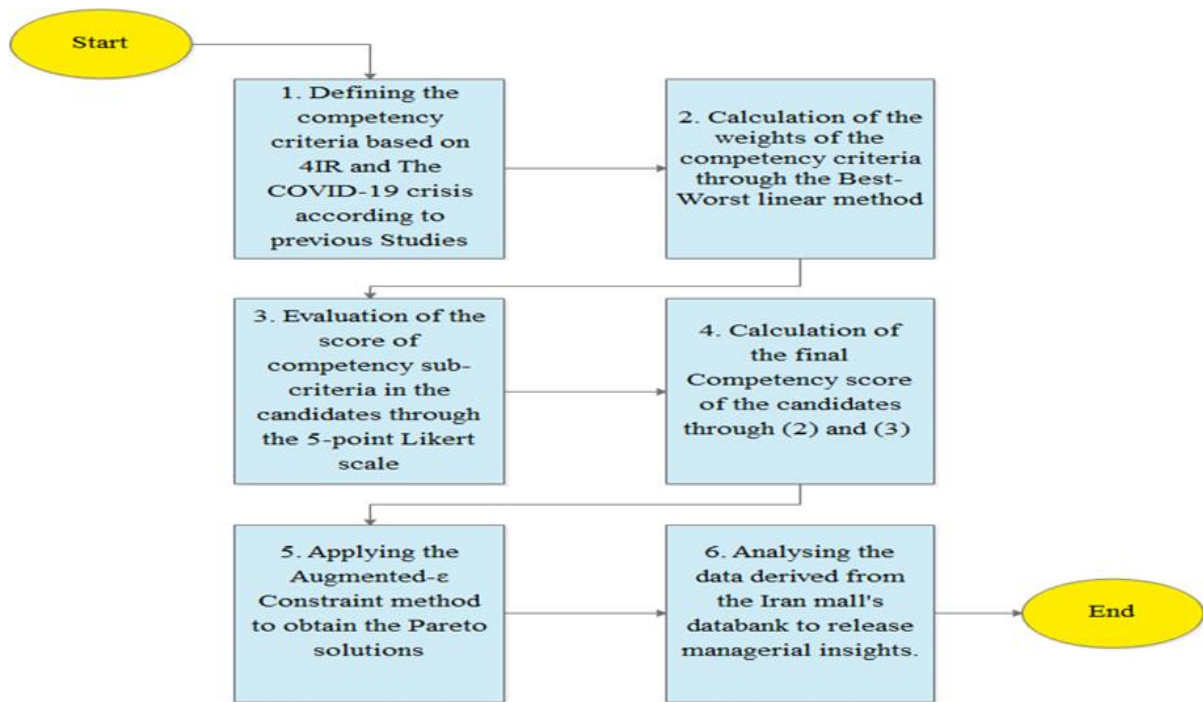 Start
1. Defining the
competency
criteria based on
4IR and The
COVID-19 crisis
according to
previous Studies
2. Calculation of the
weights of the
competency criteria
through the Best-
Worst linear method
3. Evaluation of the
score of
competency sub-
criteria in the
candidates through
the 5-point Likert
scale
4. Calculation of
the final
Competency score
of the candidates
through (2) and (3)
5. Applying the
Augmented-ε
Constraint method
to obtain the Pareto
solutions
6. Analysing the
data derived from
the Iran mall's
databank to release
managerial insights.
End